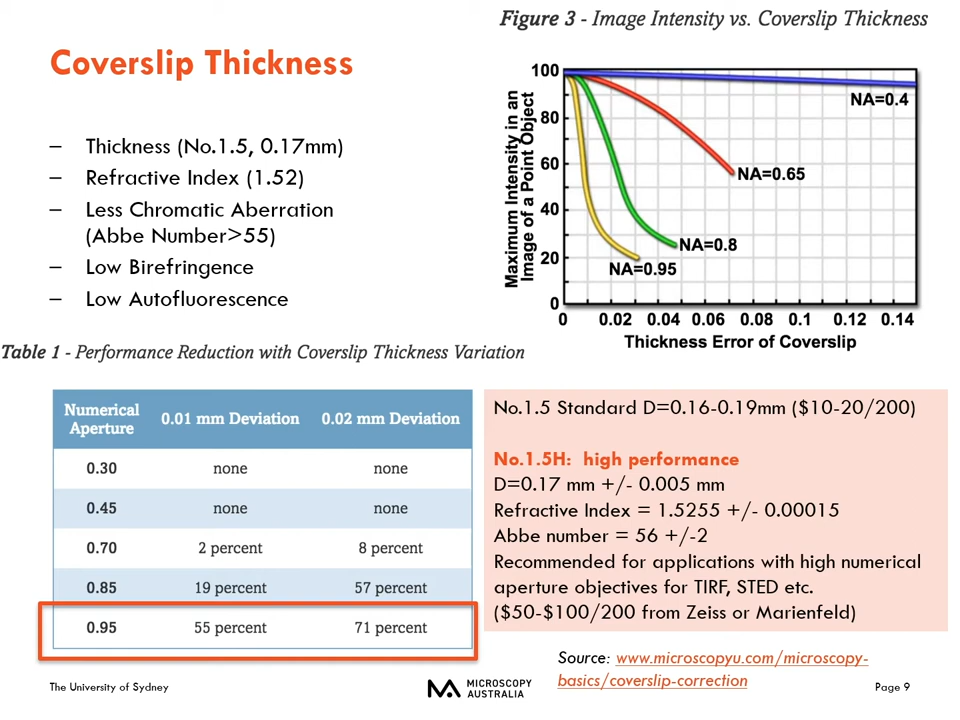 Figure 3 - Image Intensity vs. Coverslip Thickness
Coverslip Thickness
– Thickness (No.1.5, 0.17mm)
– Refractive Index (1.52)
– Less Chromatic Aberration
(Abbe Number>55)
– Low Birefringence
– Low Autofluorescence
Maximum Intensity in an
Image of a Point Object
100
80
60
40
20
0
NA=0.4
NA=0.65
NA=0.8
NA=0.95
0 0.02 0.04 0.06 0.08 0.1 0.12 0.14
Thickness Error of Coverslip
Table 1 - Performance Reduction with Coverslip Thickness Variation
Numerical
Aperture 0.01 mm Deviation 0.02 mm Deviation
0.30 none none
0.45 none none
0.70 2 percent 8 percent
0.85 19 percent 57 percent
0.95 55 percent 71 percent
No.1.5 Standard D=0.16-0.19mm ($10-20/200)
No.1.5H: high performance
D=0.17 mm +/- 0.005 mm
Refractive Index = 1.5255 +/- 0.00015
Abbe number = 56 +/-2
Recommended for applications with high numerical
aperture objectives for TIRF, STED etc.
($50-$100/200 from Zeiss or Marienfeld)
Source: www.microscopyu.com/microscopy-
basics/coverslip-correction
The University of Sydney
MICROSCOPY
AUSTRALIA
Page 9